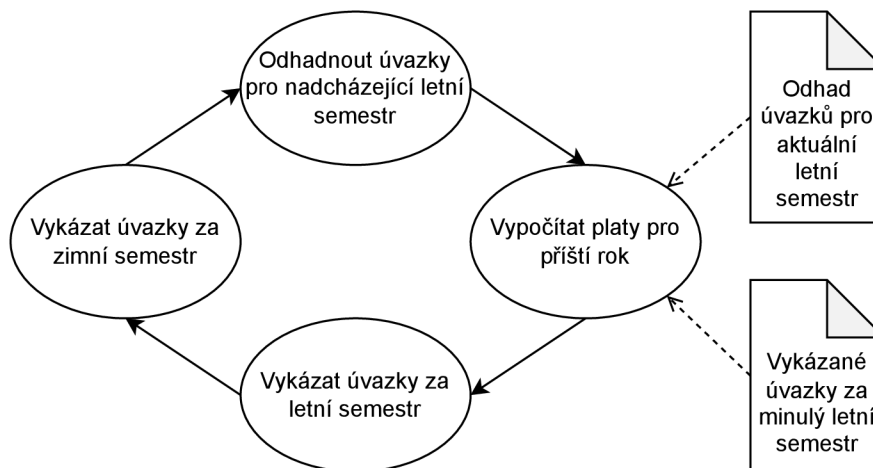 Odhadnout úvazky
pro nadcházející letní
semestr
Odhad
úvazků pro
aktuální
letní
semestr
Vykázat úvazky za
zimní semestr
Vypočítat platy pro
příští rok
Vykázat úvazky za
letní semestr
Vykázané
úvazky za
minulý letní
semestr